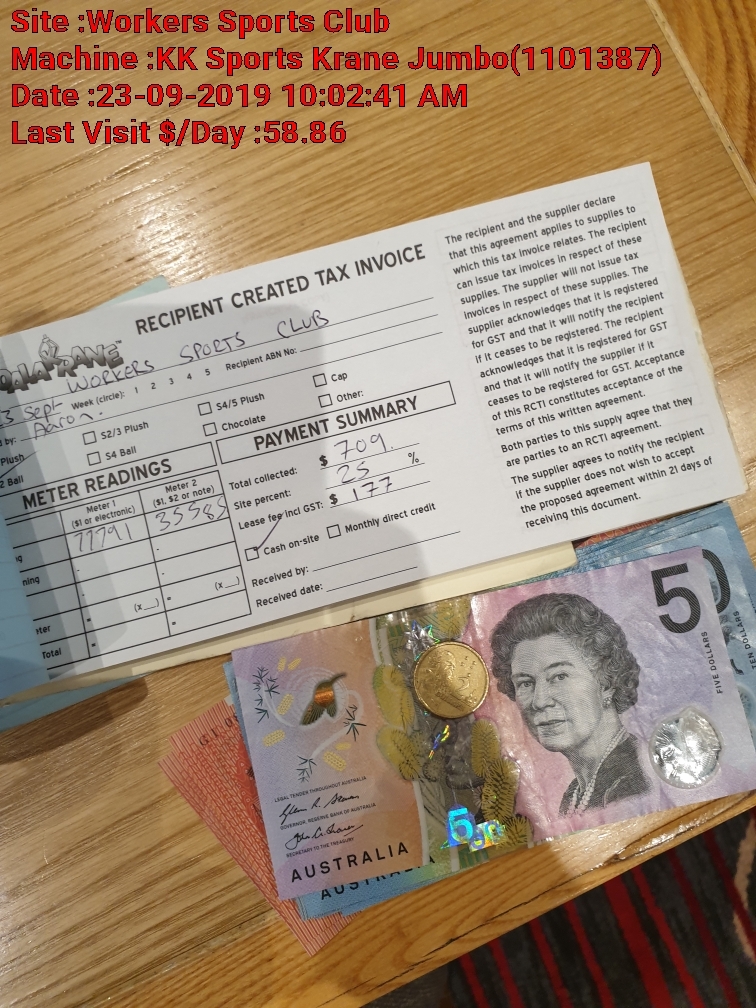 Site :Workers Sports Club
Machine :KK Sports Krane Jumbo(1101387)
Date :23-09-2019 10:02:41 AM
Last Visit $/Day :58.86
RECIPIENT CREATED TAX INVOICE
WORKERS SPORTS CLUB
3 Sept Week (circle): 1 2 3 4 5 Recipient ABN No:
by: Aaron.
Plush S2/3 Plush S4/5 Plush Cap
2 Ball S4 Ball Chocolate Other:
METER READINGS
Meter 1 Meter 2
($1 or electronic) ($1, $2 or note)
77791 35585
ning
(x__) (x__)
Total
PAYMENT SUMMARY
Total collected: $ 709.
Site percent: 25 %
Lease fee incl GST: $ 177
Cash on-site Monthly direct credit
Received by:
Received date:
The recipient and the supplier declare
that this agreement applies to supplies to
which this tax invoice relates. The recipient
can issue tax invoices in respect of these
supplies. The supplier will not issue tax
invoices in respect of these supplies. The
supplier acknowledges that it is registered
for GST and that it will notify the recipient
if it ceases to be registered. The recipient
acknowledges that it is registered for GST
and that it will notify the supplier if it
ceases to be registered for GST. Acceptance
of this RCTI constitutes acceptance of the
terms of this written agreement.
Both parties to this supply agree that they
are parties to an RCTI agreement.
The supplier agrees to notify the recipient
if the supplier does not wish to accept
the proposed agreement within 21 days of
receiving this document.
5
FIVE DOLLARS
TEN DOLLARS
LEGAL TENDER THROUGHOUT AUSTRALIA
GOVERNOR, RESERVE BANK OF AUSTRALIA
SECRETARY TO THE TREASURY
AUSTRALIA
5
AUSTRALIA